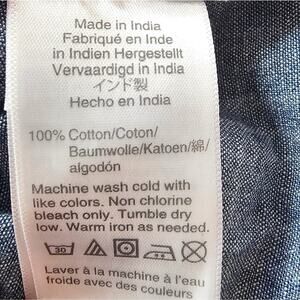 Made in India
Fabriqué en Inde
in Indien Hergestellt
Vervaardigd in India
インド製
Hecho en India
100% Cotton/Coton/
Baumwolle/Katoen/綿/
algodón
Machine wash cold with
like colors. Non chlorine
bleach only. Tumble dry
low. Warm iron as needed.
30
Laver à la machine à l'eau
froide avec des couleurs